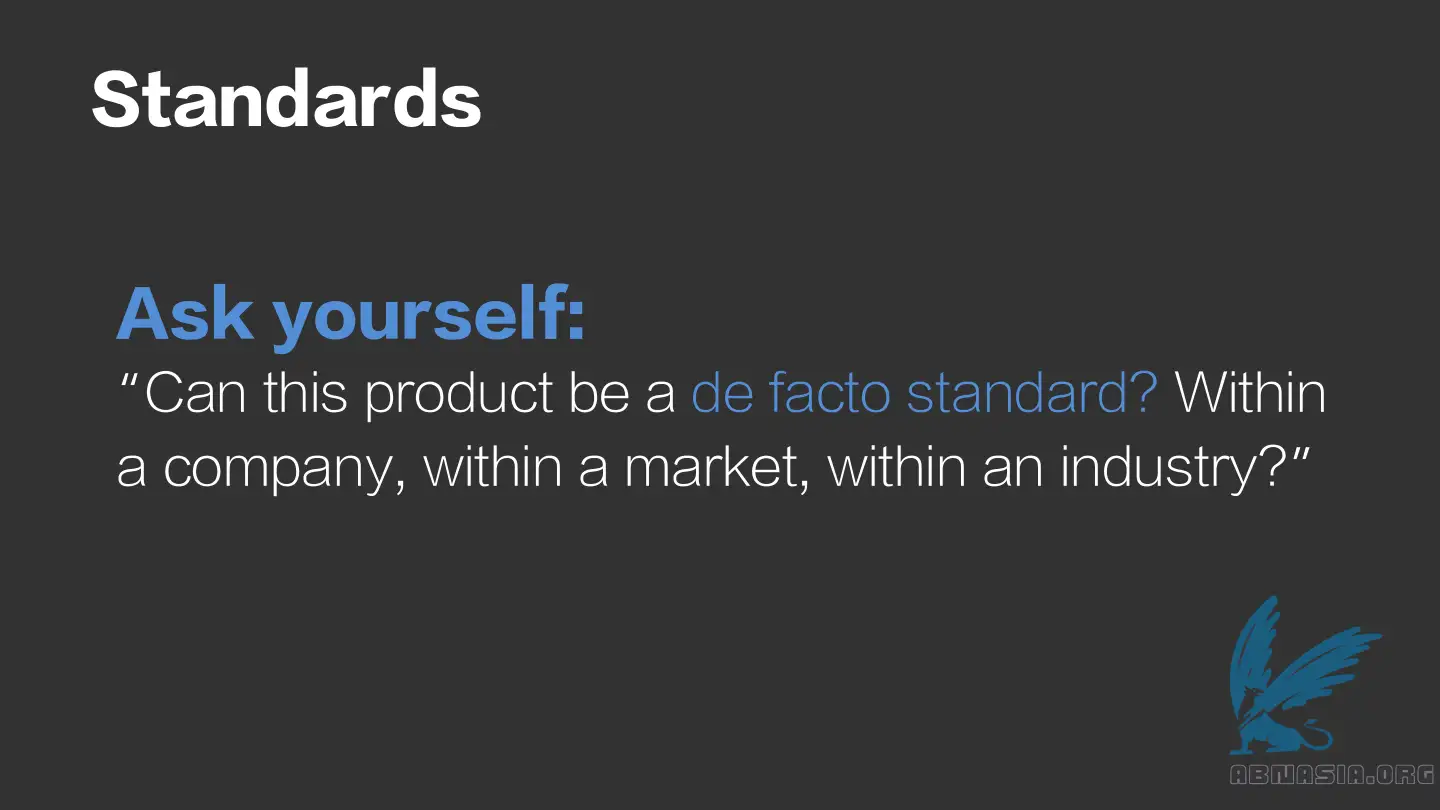 Standards
Ask yourself:
“Can this product be a de facto standard? Within
a company, within a market, within an industry?”
ABNASIA.ORG